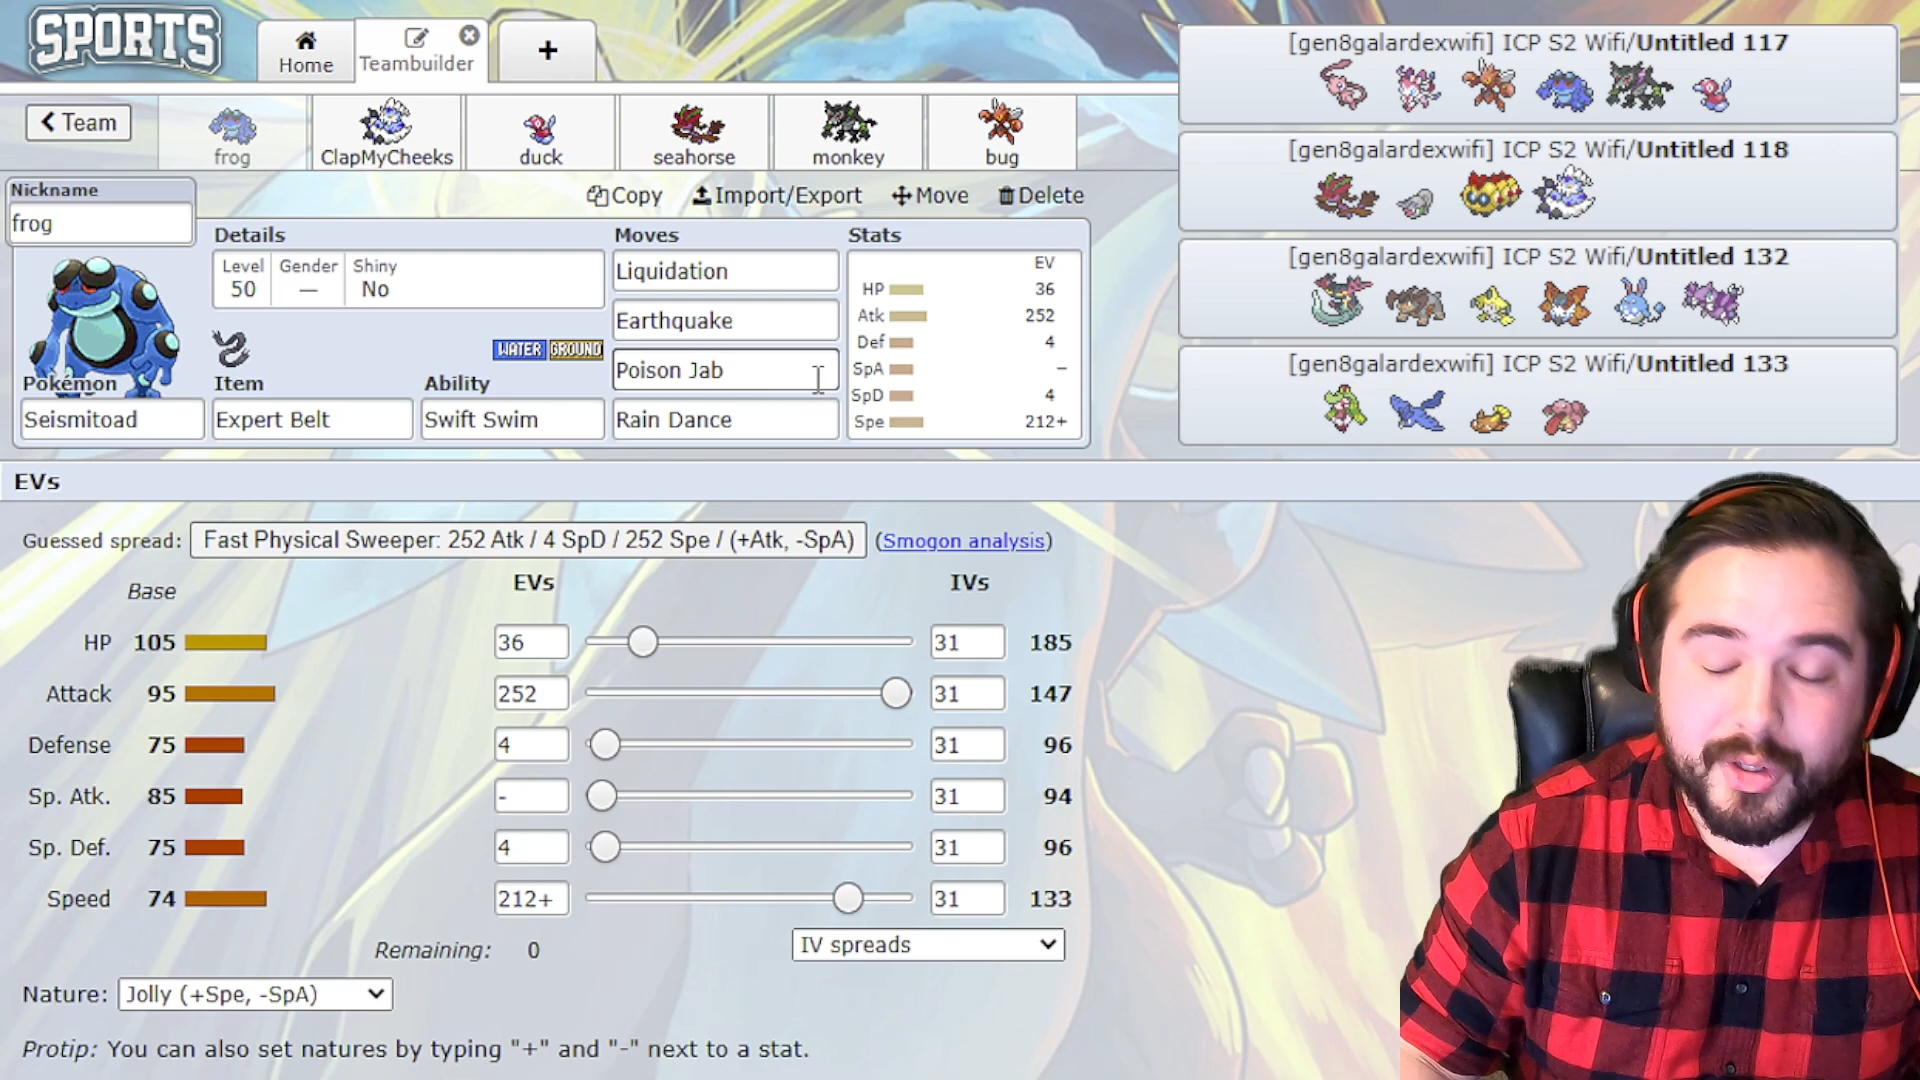 SPORTS
Home
Teambuilder
+
Team
frog
ClapMyCheeks
duck
seahorse
monkey
bug
Copy
Import/Export
Move
Delete
Nickname
frog
Details
Level
50
Gender
—
Shiny
No
WATER GROUND
Pokémon
Seismitoad
Item
Expert Belt
Ability
Swift Swim
Moves
Liquidation
Earthquake
Poison Jab
Rain Dance
Stats
EV
HP 36
Atk 252
Def 4
SpA –
SpD 4
Spe 212+
[gen8galardexwifi] ICP S2 Wifi/Untitled 117
[gen8galardexwifi] ICP S2 Wifi/Untitled 118
[gen8galardexwifi] ICP S2 Wifi/Untitled 132
[gen8galardexwifi] ICP S2 Wifi/Untitled 133
EVs
Guessed spread: Fast Physical Sweeper: 252 Atk / 4 SpD / 252 Spe / (+Atk, -SpA) (Smogon analysis)
Base EVs IVs
HP 105 36 31 185
Attack 95 252 31 147
Defense 75 4 31 96
Sp. Atk. 85 - 31 94
Sp. Def. 75 4 31 96
Speed 74 212+ 31 133
Remaining: 0
IV spreads
Nature: Jolly (+Spe, -SpA)
Protip: You can also set natures by typing "+" and "-" next to a stat.